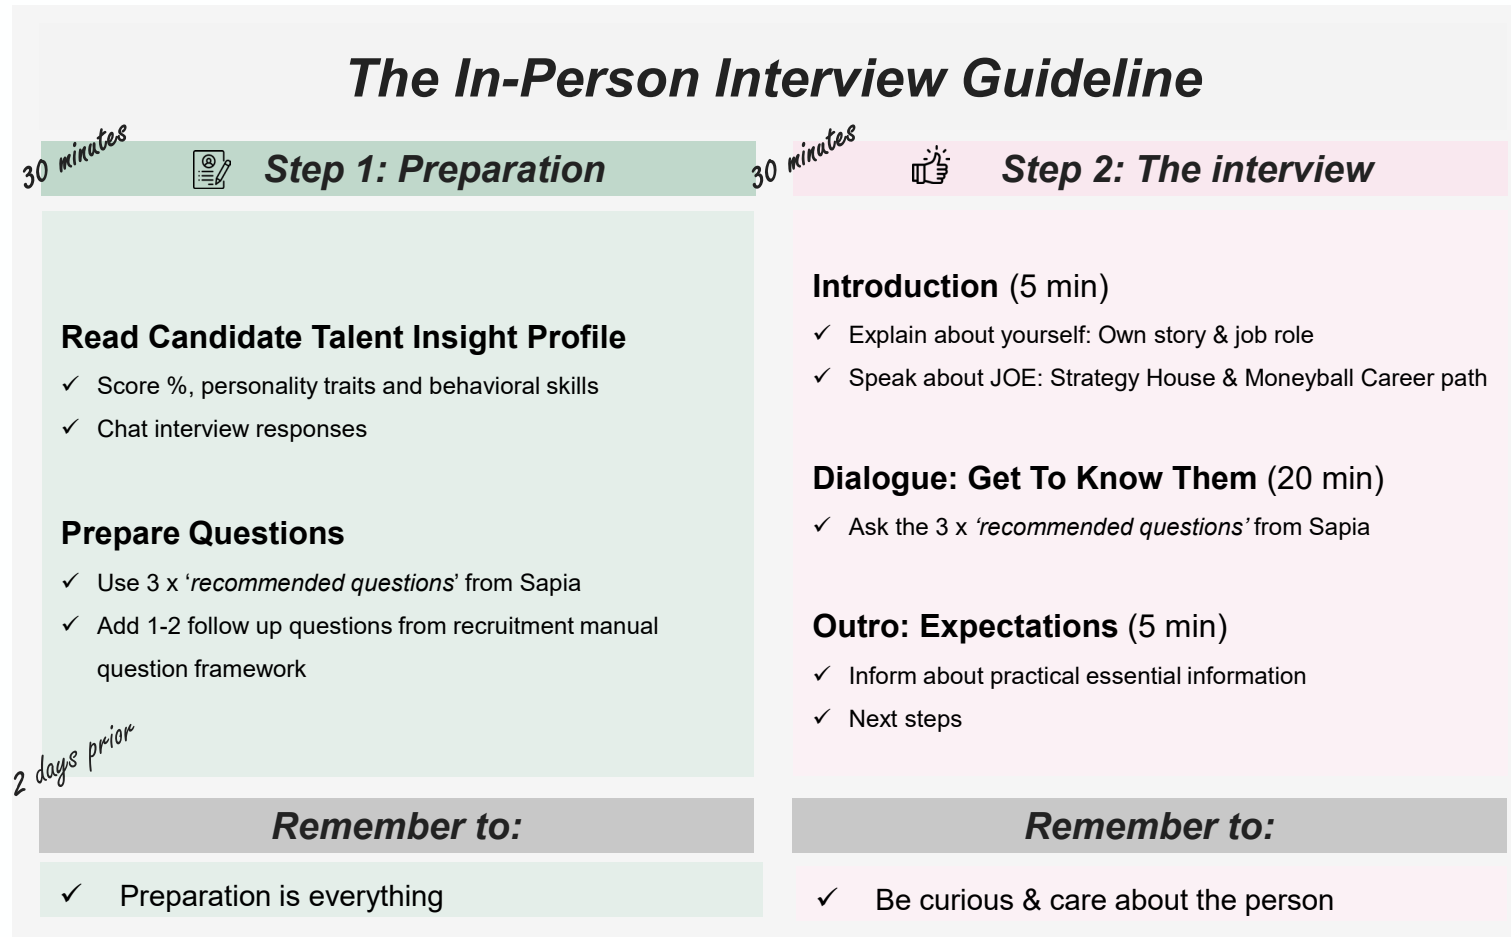 The In-Person Interview Guideline
30 minutes
Step 1: Preparation
Read Candidate Talent Insight Profile
✓ Score %, personality traits and behavioral skills
✓ Chat interview responses
Prepare Questions
✓ Use 3 x ‘recommended questions’ from Sapia
✓ Add 1-2 follow up questions from recruitment manual
question framework
2 days prior
Remember to:
✓ Preparation is everything
30 minutes
Step 2: The interview
Introduction (5 min)
✓ Explain about yourself: Own story & job role
✓ Speak about JOE: Strategy House & Moneyball Career path
Dialogue: Get To Know Them (20 min)
✓ Ask the 3 x ‘recommended questions’ from Sapia
Outro: Expectations (5 min)
✓ Inform about practical essential information
✓ Next steps
Remember to:
✓ Be curious & care about the person